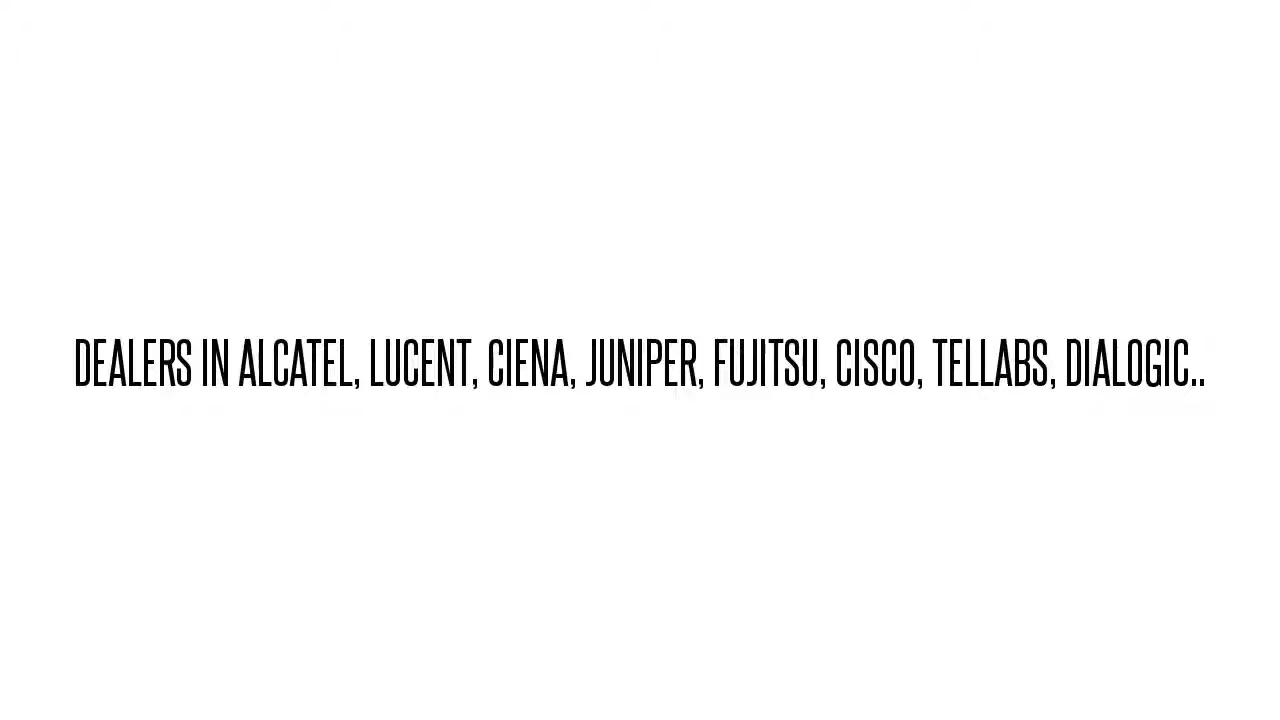 DEALERS IN ALCATEL, LUCENT, CIENA, JUNIPER, FUJITSU, CISCO, TELLABS, DIALOGIC..